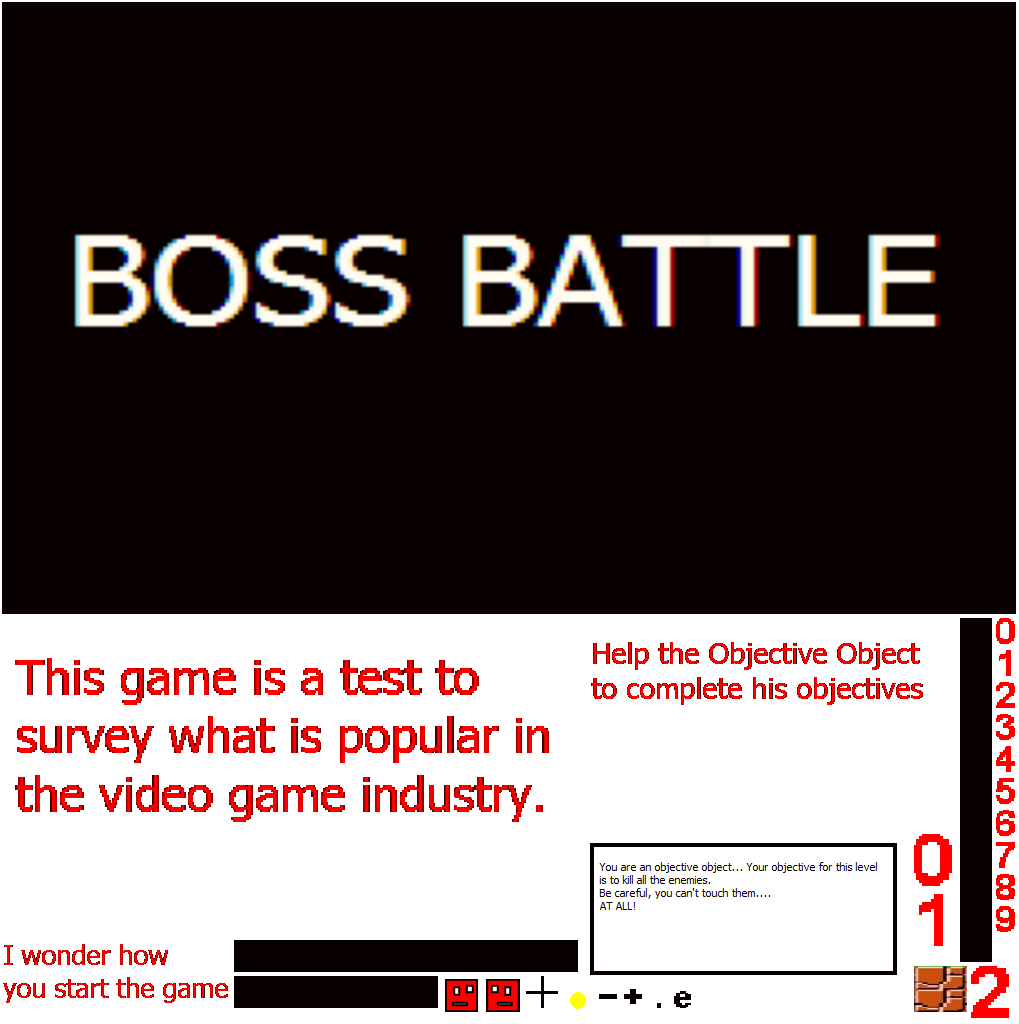 BOSS BATTLE
This game is a test to
survey what is popular in
the video game industry.
Help the Objective Object
to complete his objectives
0
1
2
3
4
5
6
7
8
9
0
1
2
You are an objective object... Your objective for this level
is to kill all the enemies.
Be careful, you can't touch them....
AT ALL!
I wonder how
you start the game
-+ . e